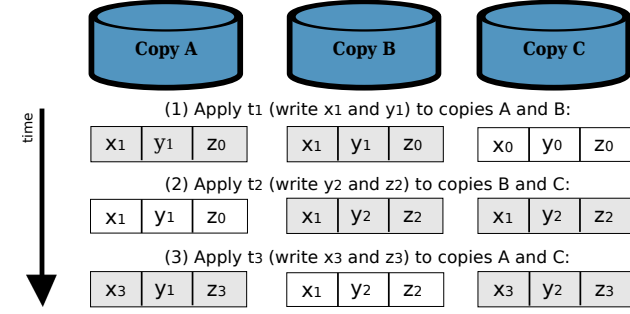 Copy A Copy B Copy C
time
(1) Apply t1 (write x1 and y1) to copies A and B:
x1 y1 z0 x1 y1 z0 x0 y0 z0
(2) Apply t2 (write y2 and z2) to copies B and C:
x1 y1 z0 x1 y2 z2 x1 y2 z2
(3) Apply t3 (write x3 and z3) to copies A and C:
x3 y1 z3 x1 y2 z2 x3 y2 z3